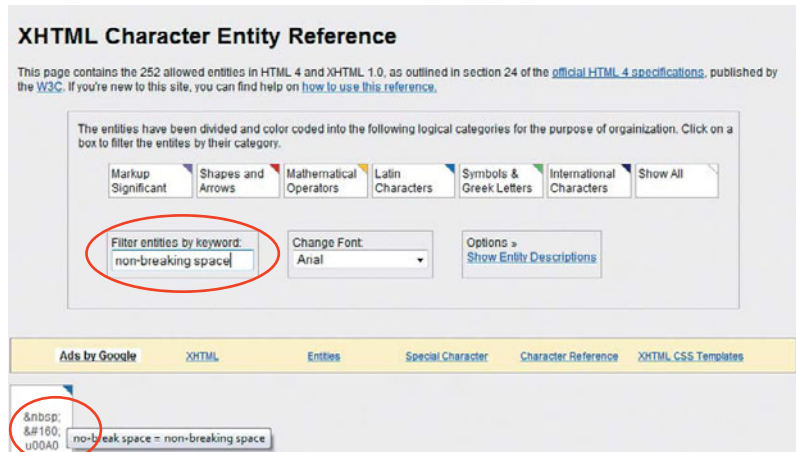 XHTML Character Entity Reference
This page contains the 252 allowed entities in HTML 4 and XHTML 1.0, as outlined in section 24 of the official HTML 4 specifications, published by
the W3C. If you're new to this site, you can find help on how to use this reference.
The entities have been divided and color coded into the following logical categories for the purpose of orgainization. Click on a
box to filter the entites by their category.
Markup Significant
Shapes and Arrows
Mathematical Operators
Latin Characters
Symbols & Greek Letters
International Characters
Show All
Filter entities by keyword:
non-breaking space
Change Font:
Arial
Options »
Show Entity Descriptions
Ads by Google XHTML Entities Special Character Character Reference XHTML CSS Templates
&nbsp;
&#160;
u00A0
no-break space = non-breaking space